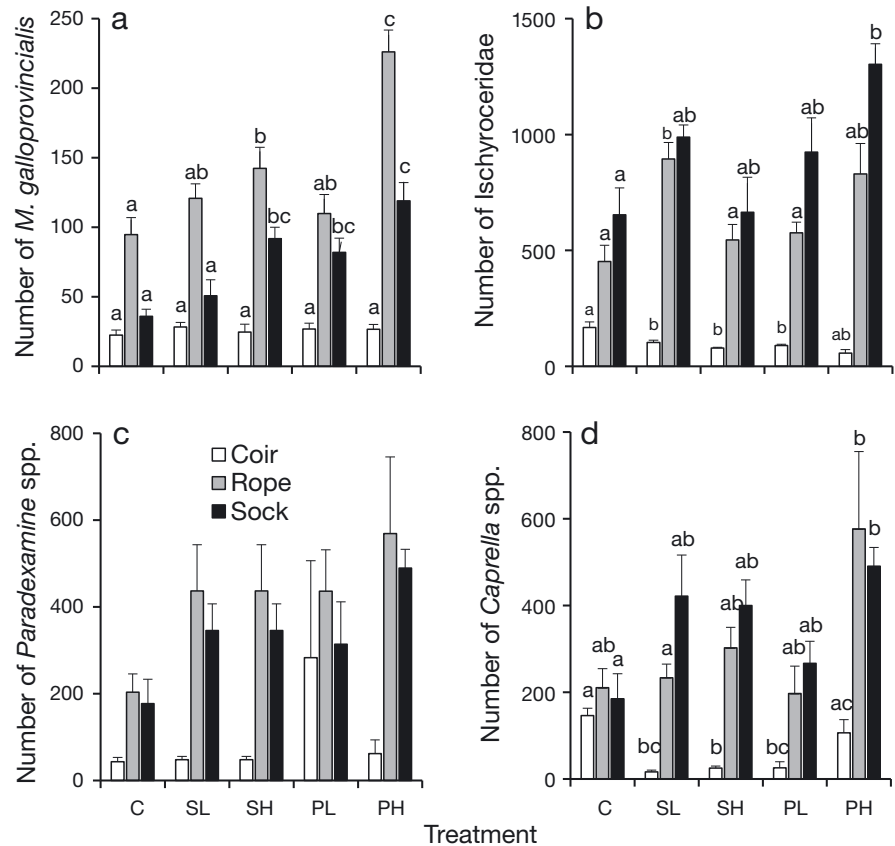 a
Number of M. galloprovincialis
250
200
150
100
50
0
a a a
a ab a
a b bc
a ab bc
a c c
b
Number of Ischyroceridae
1500
1000
500
0
a a a
b b ab
b a ab
b a ab
ab ab b
c
Number of Paradexamine spp.
800
600
400
200
0
Coir
Rope
Sock
C SL SH PL PH
d
Number of Caprella spp.
800
600
400
200
0
a ab a
bc a ab
b ab ab
bc ab ab
ac b b
C SL SH PL PH
Treatment